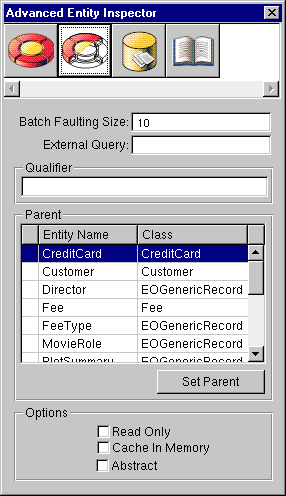 Advanced Entity Inspector
Batch Faulting Size: 10
External Query:
Qualifier
Parent
Entity Name Class
CreditCard CreditCard
Customer Customer
Director EOGenericRecord
Fee Fee
FeeType EOGenericRecord
MovieRole EOGenericRecord
PlotSummary EOGenericRecord
Set Parent
Options
Read Only
Cache In Memory
Abstract